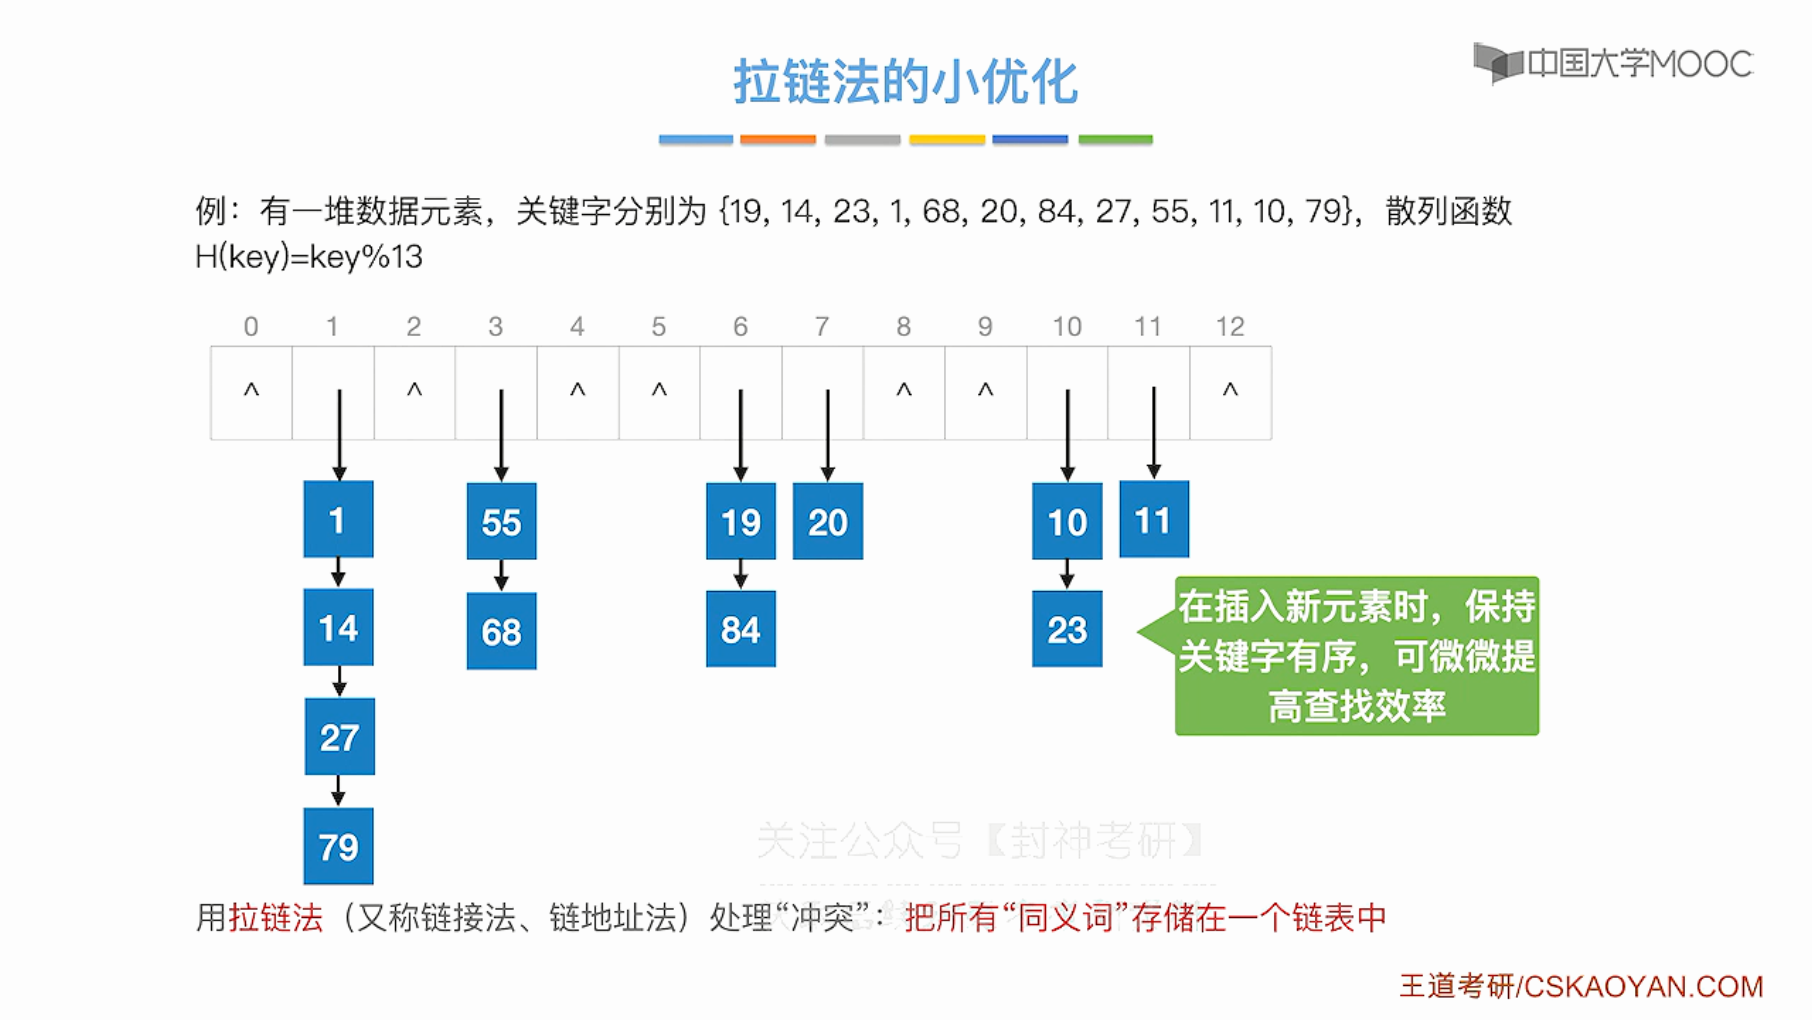 拉链法的小优化
中国大学MOOC
例：有一堆数据元素，关键字分别为 {19, 14, 23, 1, 68, 20, 84, 27, 55, 11, 10, 79}，散列函数
H(key)=key%13
0 1 2 3 4 5 6 7 8 9 10 11 12
^ ^ ^ ^ ^ ^ ^
1 55 19 20 10 11
14 68 84 23
27
79
在插入新元素时，保持
关键字有序，可微微提
高查找效率
关注公众号【封神考研】
用拉链法（又称链接法、链地址法）处理“冲突”：把所有“同义词”存储在一个链表中
王道考研/CSKAOYAN.COM